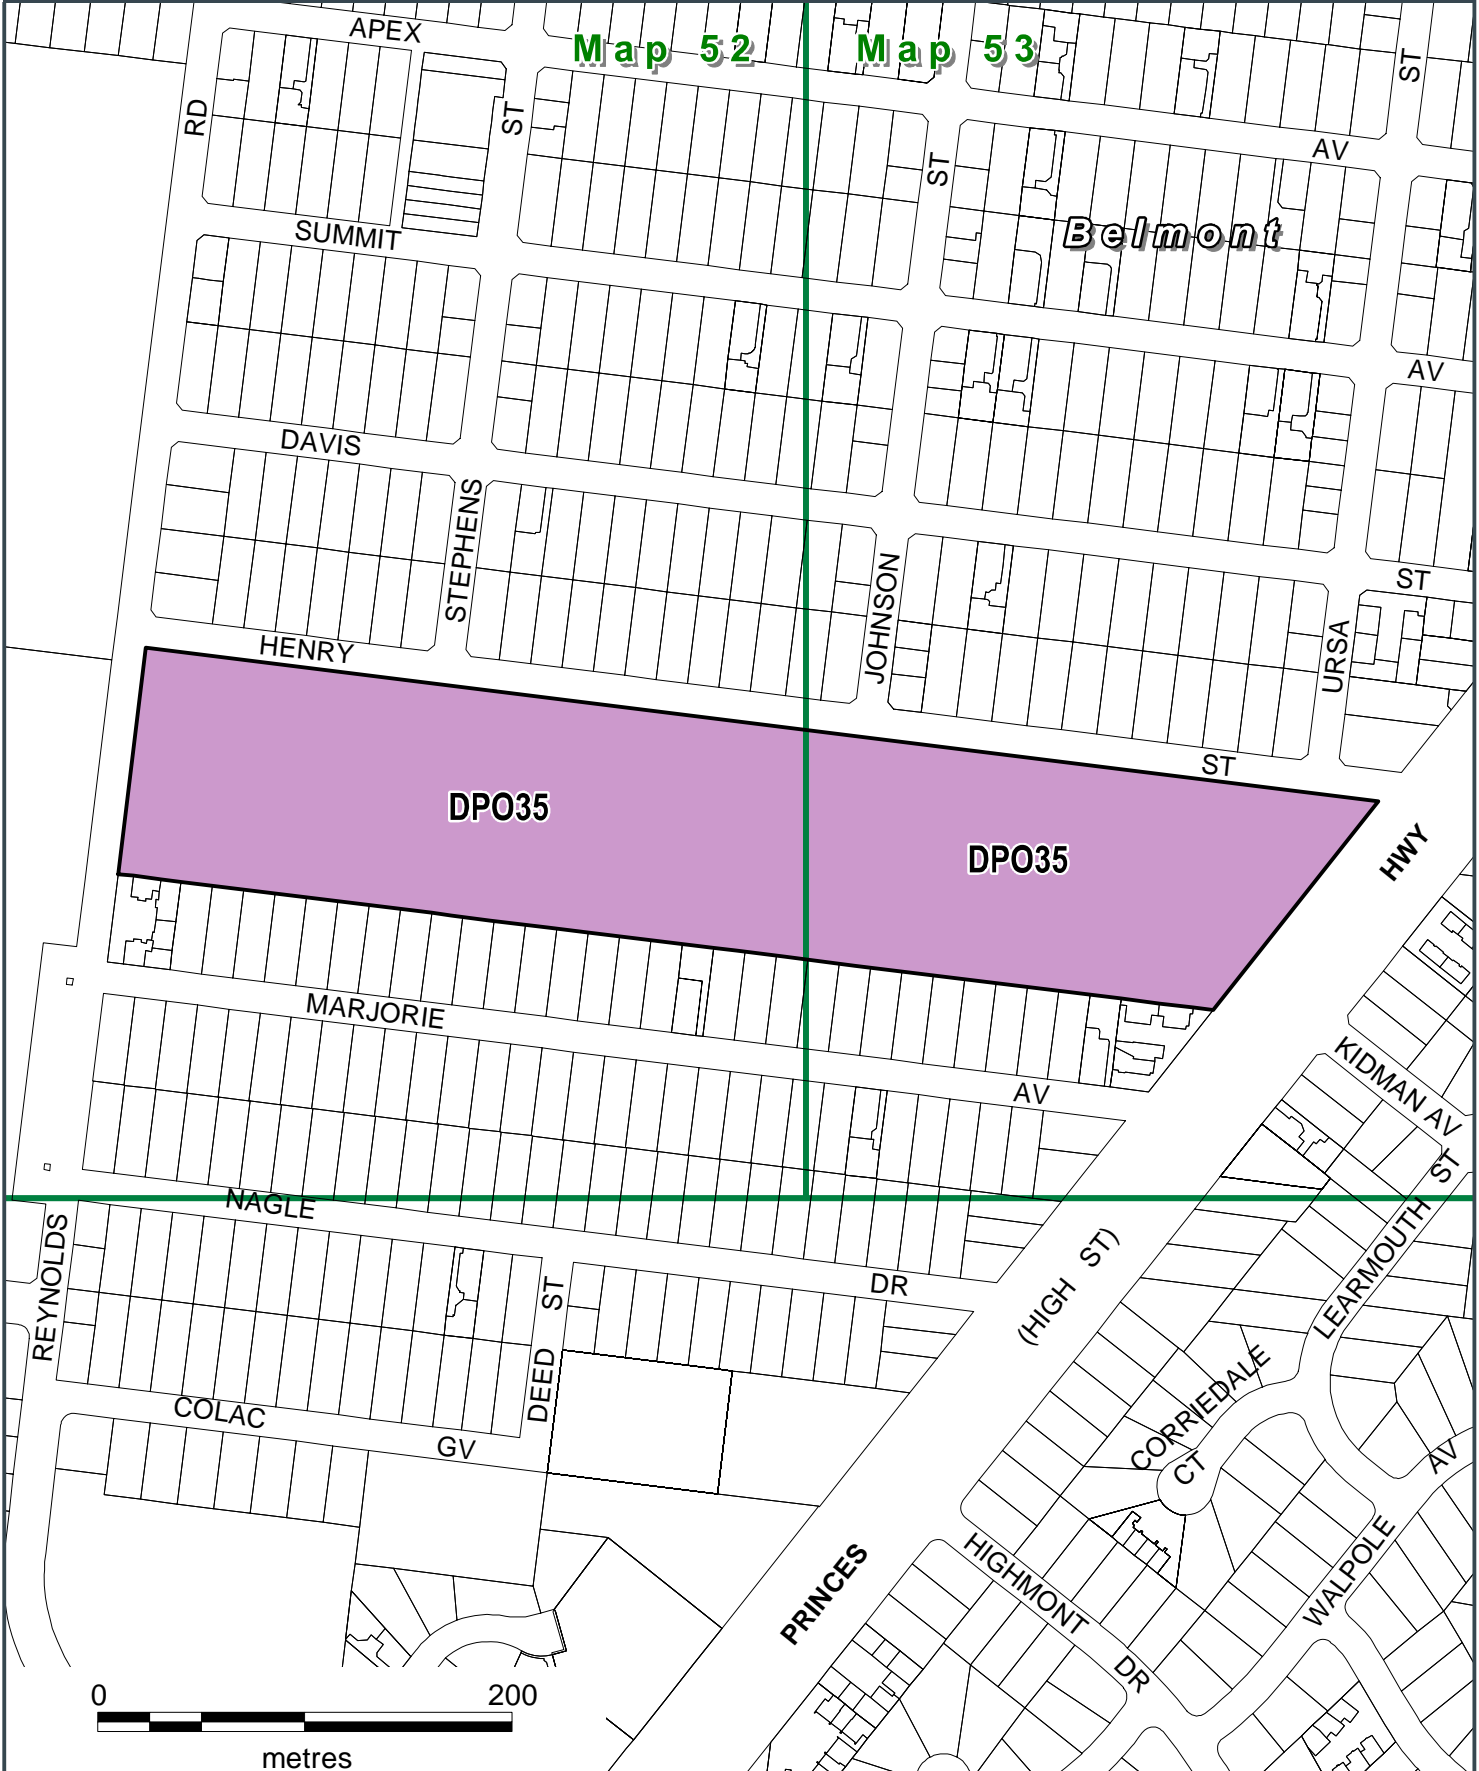 APEX
Map 52
Map 53
ST
RD
ST
AV
ST
Belmont
SUMMIT
AV
DAVIS
STEPHENS
JOHNSON
ST
URSA
HENRY
ST
DPO35
DPO35
HWY
MARJORIE
AV
KIDMAN AV
ST
NAGLE
REYNOLDS
DR
ST
DEED
(HIGH ST)
LEARMOUTH
CORRIEDALE
CT
COLAC
GV
AV
PRINCES
HIGHMONT
DR
WALPOLE
0
200
metres